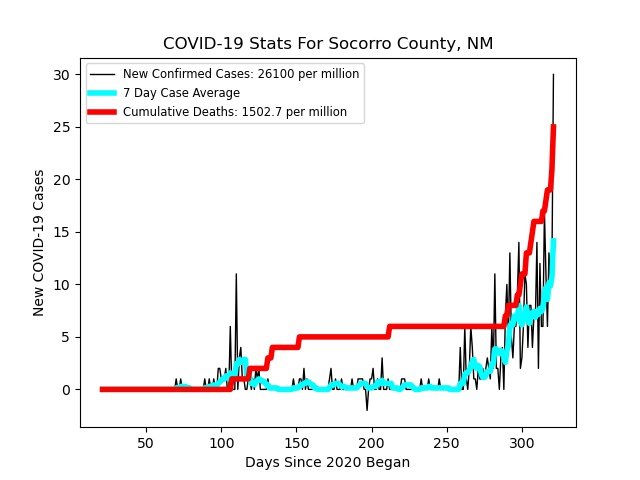 COVID-19 Stats For Socorro County, NM
New Confirmed Cases: 26100 per million
7 Day Case Average
Cumulative Deaths: 1502.7 per million
New COVID-19 Cases
30
25
20
15
10
5
0
50 100 150 200 250 300
Days Since 2020 Began